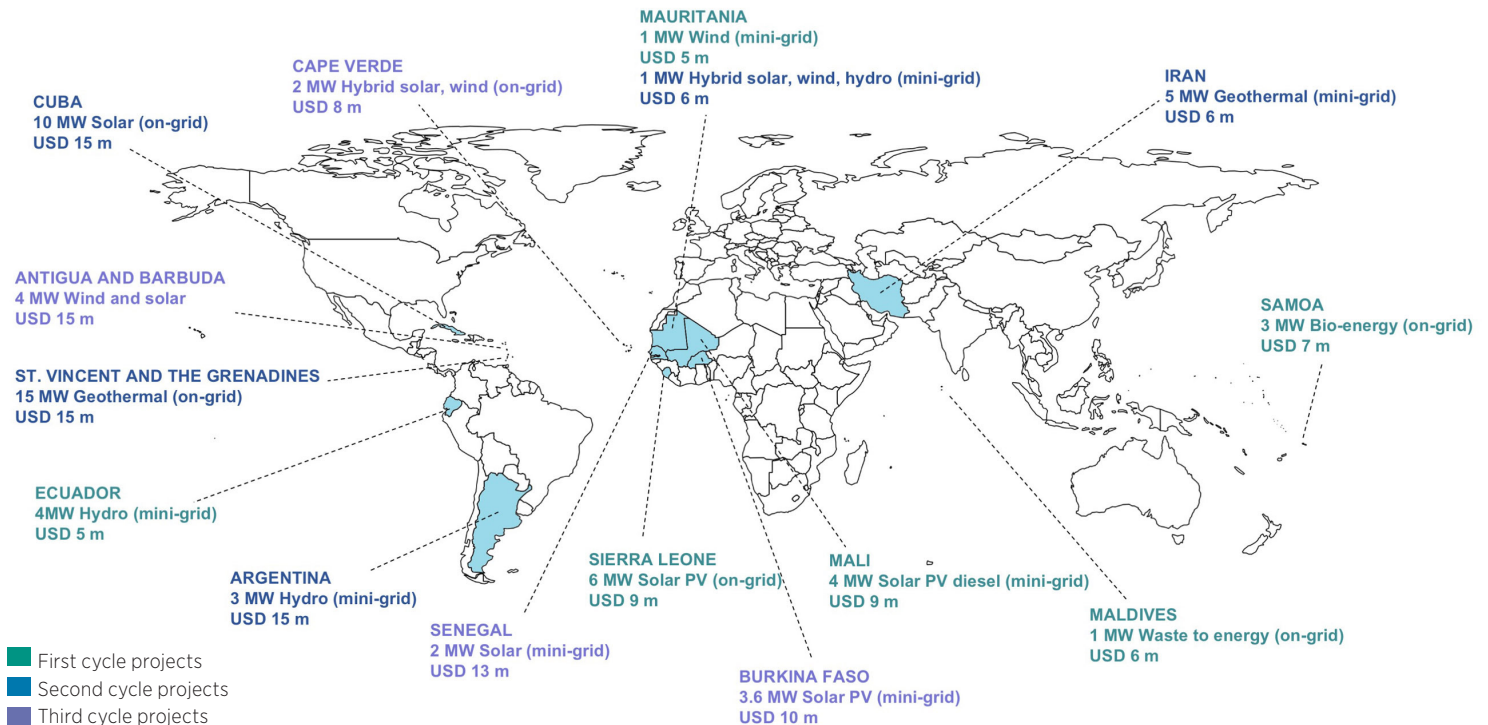 MAURITANIA
1 MW Wind (mini-grid)
USD 5 m
1 MW Hybrid solar, wind, hydro (mini-grid)
USD 6 m
CAPE VERDE
2 MW Hybrid solar, wind (on-grid)
USD 8 m
IRAN
5 MW Geothermal (mini-grid)
USD 6 m
CUBA
10 MW Solar (on-grid)
USD 15 m
ANTIGUA AND BARBUDA
4 MW Wind and solar
USD 15 m
SAMOA
3 MW Bio-energy (on-grid)
USD 7 m
ST. VINCENT AND THE GRENADINES
15 MW Geothermal (on-grid)
USD 15 m
ECUADOR
4MW Hydro (mini-grid)
USD 5 m
ARGENTINA
3 MW Hydro (mini-grid)
USD 15 m
SIERRA LEONE
6 MW Solar PV (on-grid)
USD 9 m
MALI
4 MW Solar PV diesel (mini-grid)
USD 9 m
MALDIVES
1 MW Waste to energy (on-grid)
USD 6 m
SENEGAL
2 MW Solar (mini-grid)
USD 13 m
BURKINA FASO
3.6 MW Solar PV (mini-grid)
USD 10 m
First cycle projects
Second cycle projects
Third cycle projects